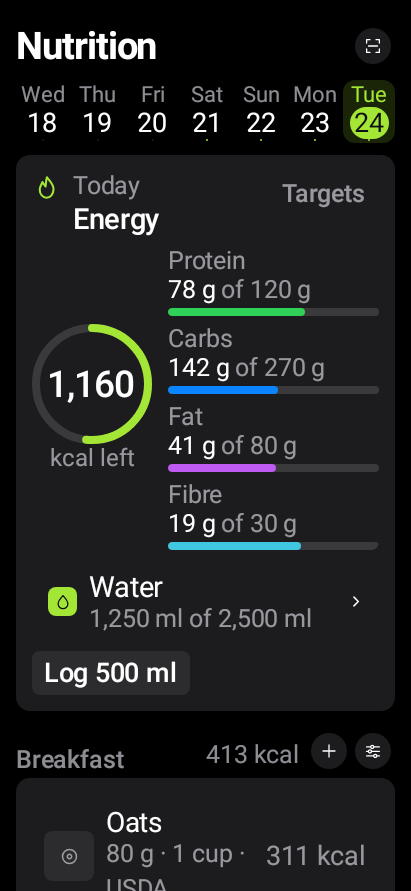 Nutrition
Wed Thu Fri Sat Sun Mon Tue
18 19 20 21 22 23 24
Today
Energy
Targets
Protein
78 g of 120 g
Carbs
142 g of 270 g
Fat
41 g of 80 g
Fibre
19 g of 30 g
1,160
kcal left
Water
1,250 ml of 2,500 ml
Log 500 ml
Breakfast 413 kcal
Oats
80 g · 1 cup · 311 kcal
USDA